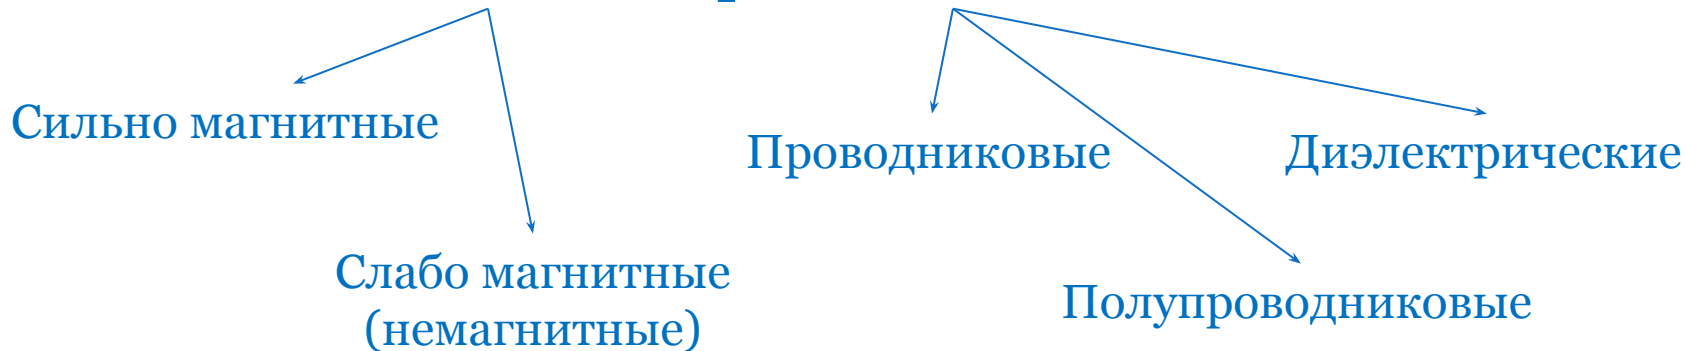 Сильно магнитные
Проводниковые
Диэлектрические
Слабо магнитные
(немагнитные)
Полупроводниковые